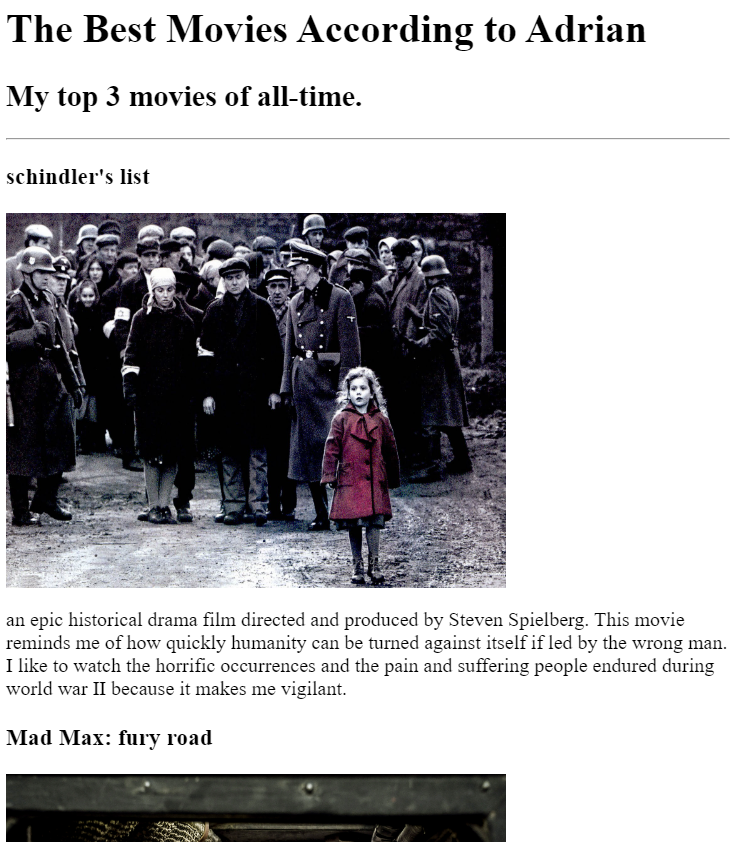 The Best Movies According to Adrian
My top 3 movies of all-time.
schindler's list
an epic historical drama film directed and produced by Steven Spielberg. This movie
reminds me of how quickly humanity can be turned against itself if led by the wrong man.
I like to watch the horrific occurrences and the pain and suffering people endured during
world war II because it makes me vigilant.
Mad Max: fury road